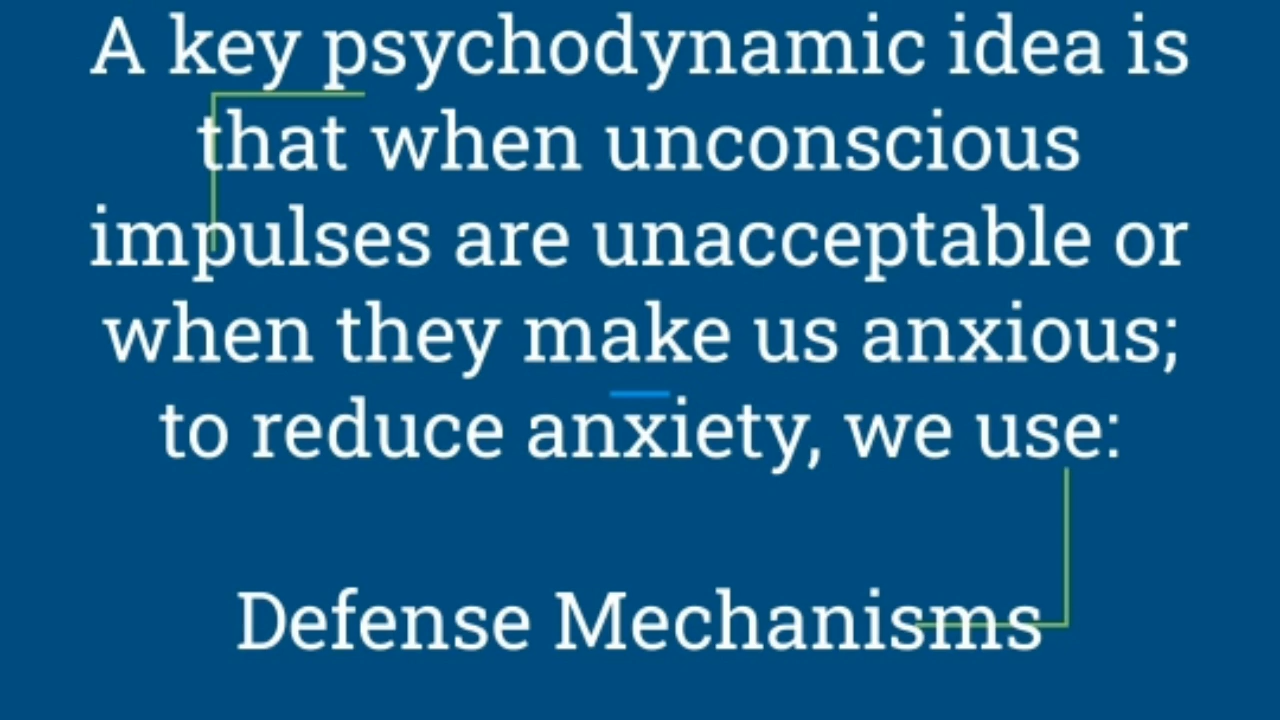 A key psychodynamic idea is
that when unconscious
impulses are unacceptable or
when they make us anxious;
to reduce anxiety, we use:
Defense Mechanisms